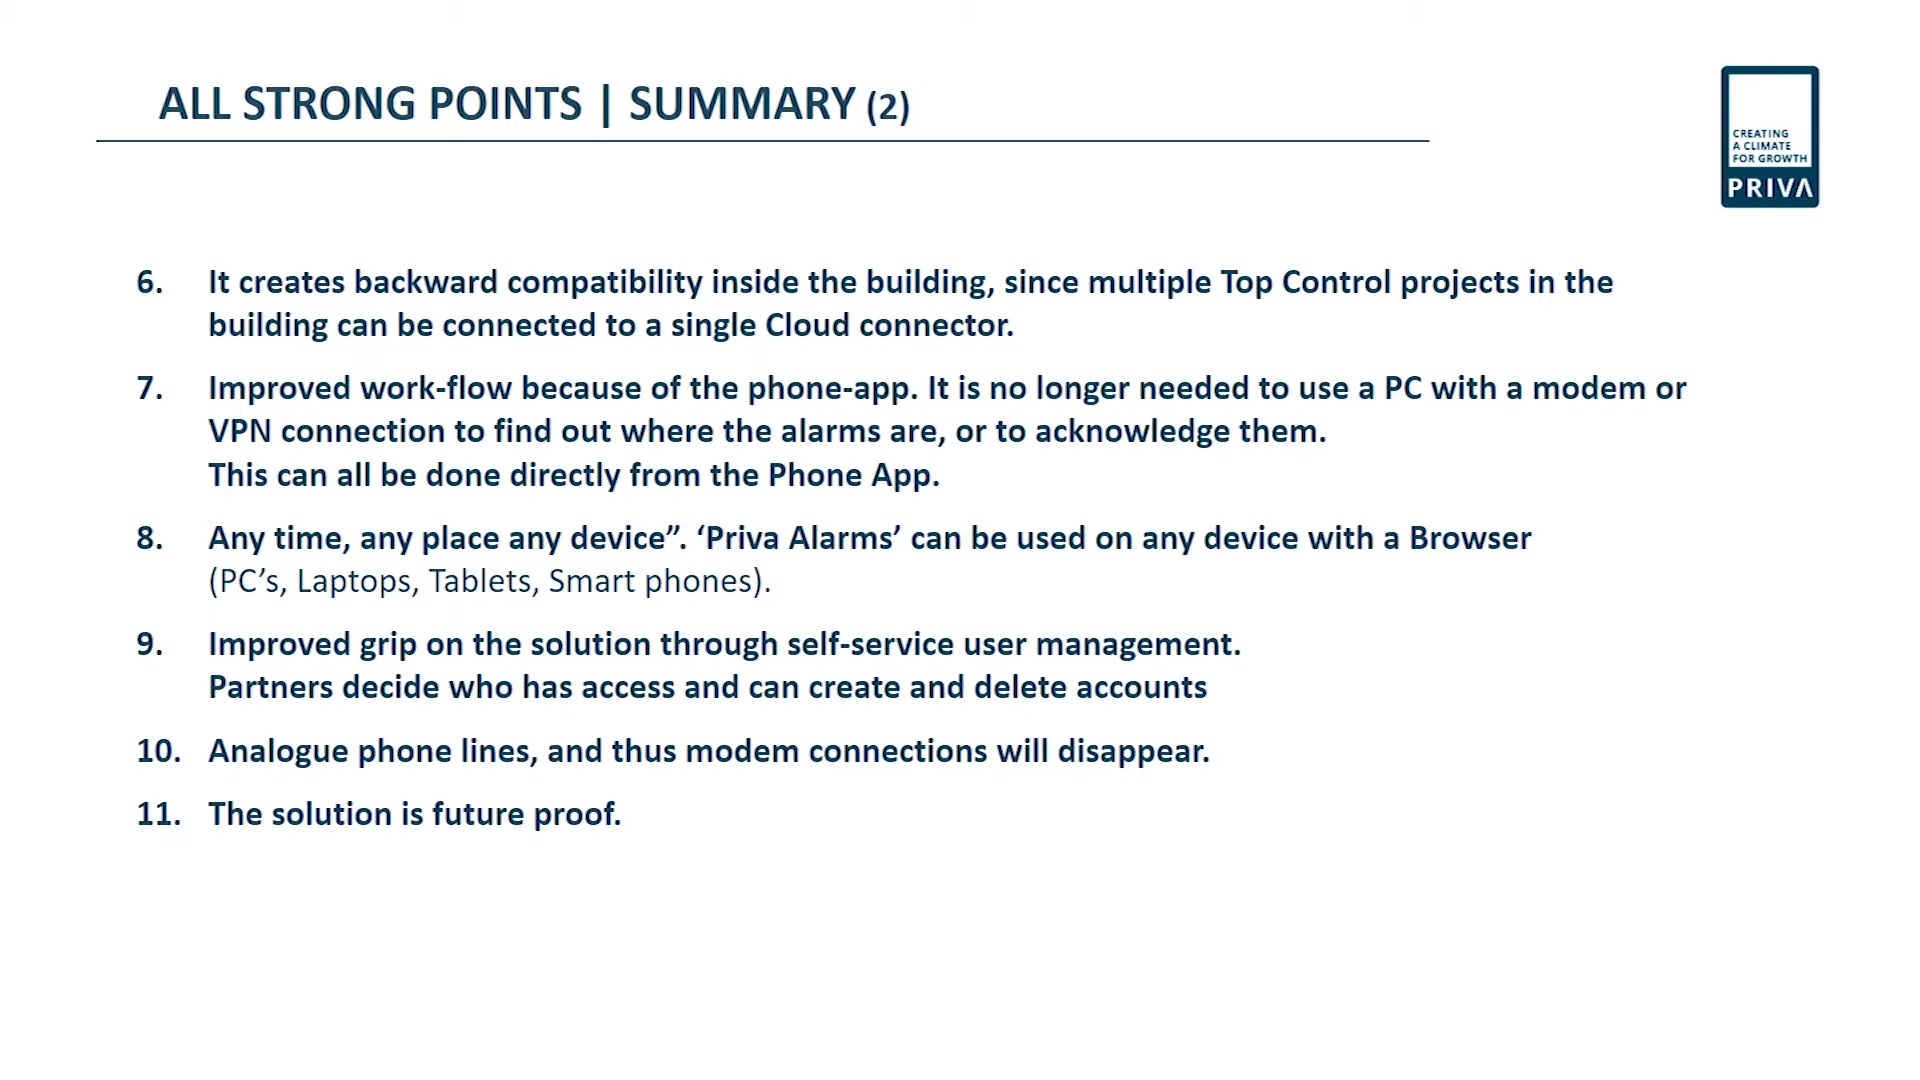 ALL STRONG POINTS | SUMMARY (2)
CREATING
A CLIMATE
FOR GROWTH
PRIVA
6. It creates backward compatibility inside the building, since multiple Top Control projects in the
building can be connected to a single Cloud connector.
7. Improved work-flow because of the phone-app. It is no longer needed to use a PC with a modem or
VPN connection to find out where the alarms are, or to acknowledge them.
This can all be done directly from the Phone App.
8. Any time, any place any device”. ‘Priva Alarms’ can be used on any device with a Browser
(PC’s, Laptops, Tablets, Smart phones).
9. Improved grip on the solution through self-service user management.
Partners decide who has access and can create and delete accounts
10. Analogue phone lines, and thus modem connections will disappear.
11. The solution is future proof.